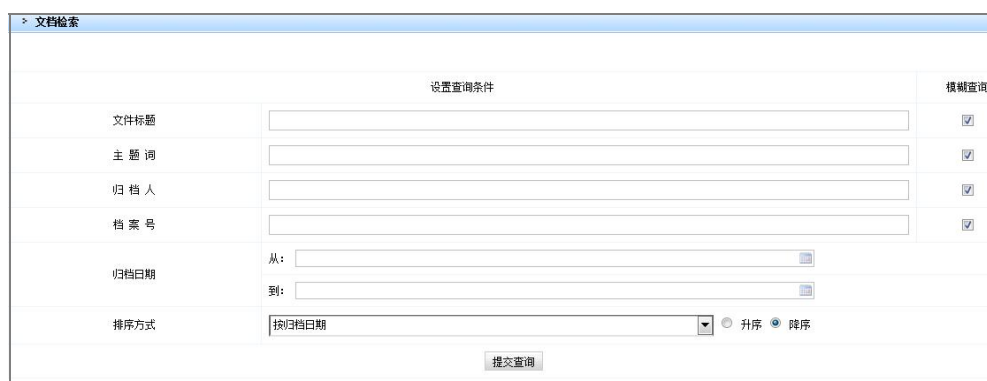 文档检索
设置查询条件 模糊查询
文件标题
主 题 词
归 档 人
档 案 号
归档日期
从:
到:
排序方式 按归档日期 升序 降序
提交查询